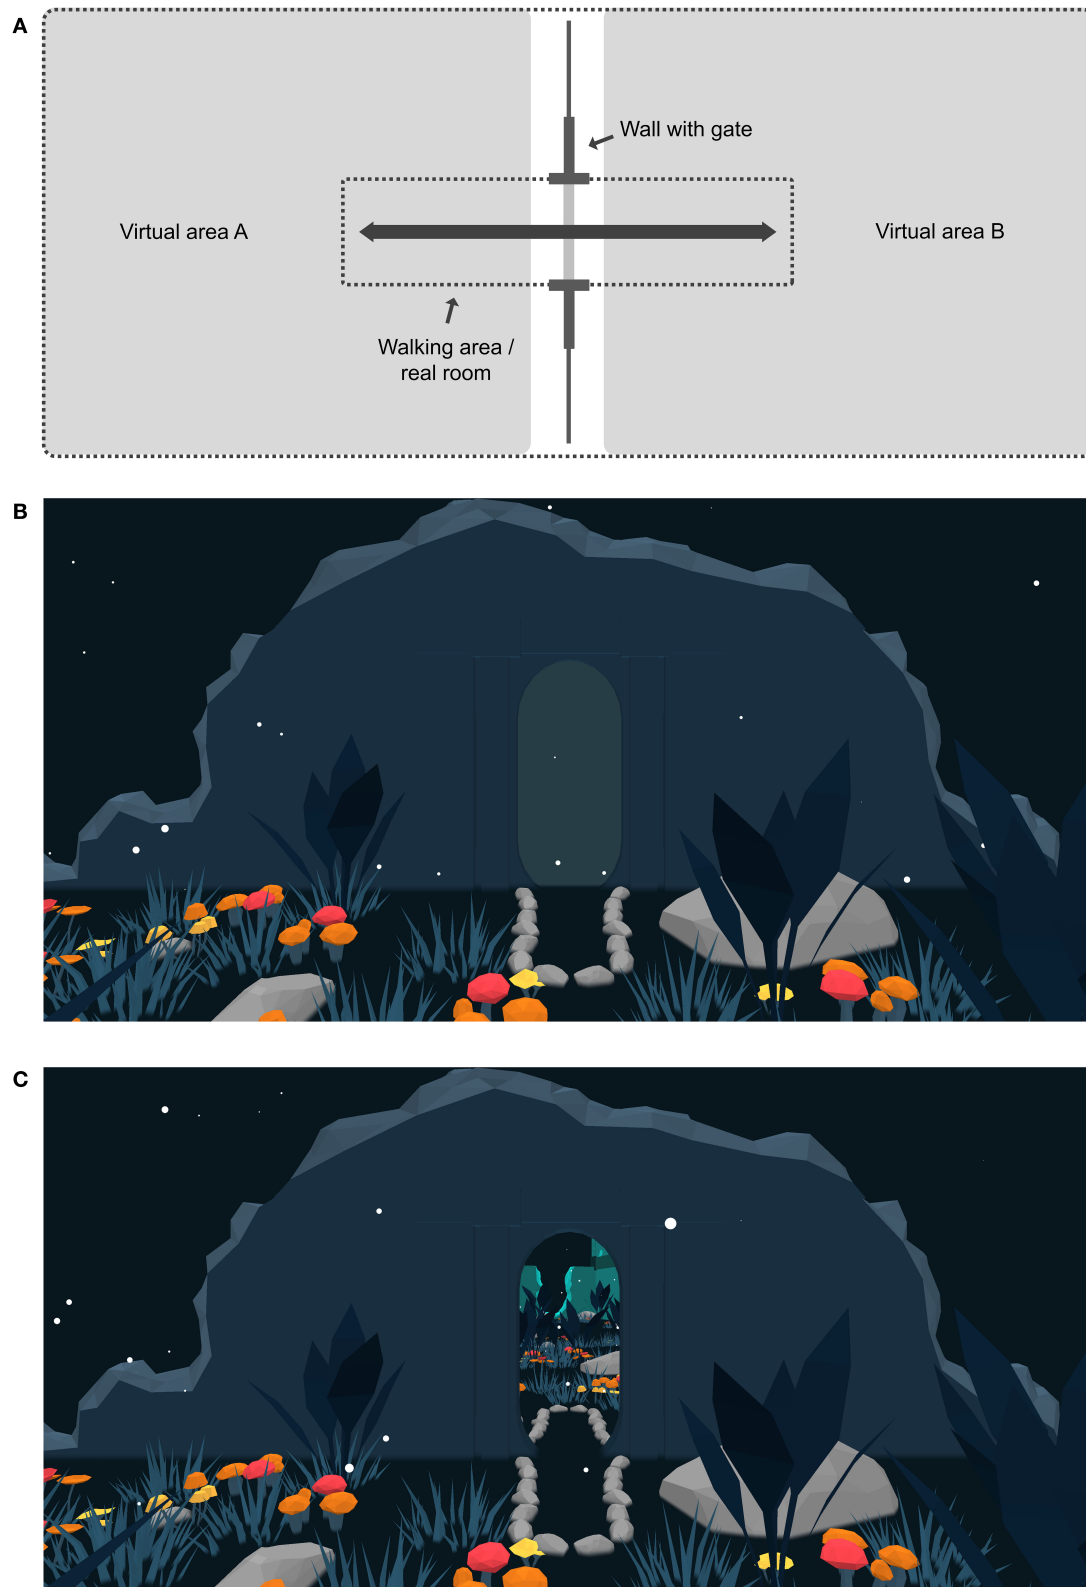 A
Wall with gate
Virtual area A
Virtual area B
Walking area /
real room
B
C